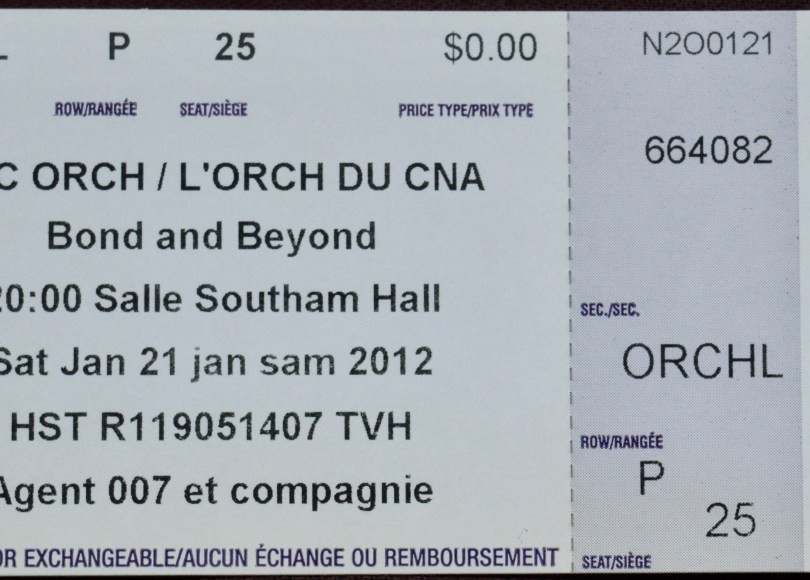 L P 25 $0.00
ROW/RANGÉE SEAT/SIÈGE PRICE TYPE/PRIX TYPE
C ORCH / L'ORCH DU CNA
Bond and Beyond
20:00 Salle Southam Hall
Sat Jan 21 jan sam 2012
HST R119051407 TVH
Agent 007 et compagnie
OR EXCHANGEABLE/AUCUN ÉCHANGE OU REMBOURSEMENT
N2O0121
664082
SEC./SEC.
ORCHL
ROW/RANGÉE
P
25
SEAT/SIÈGE